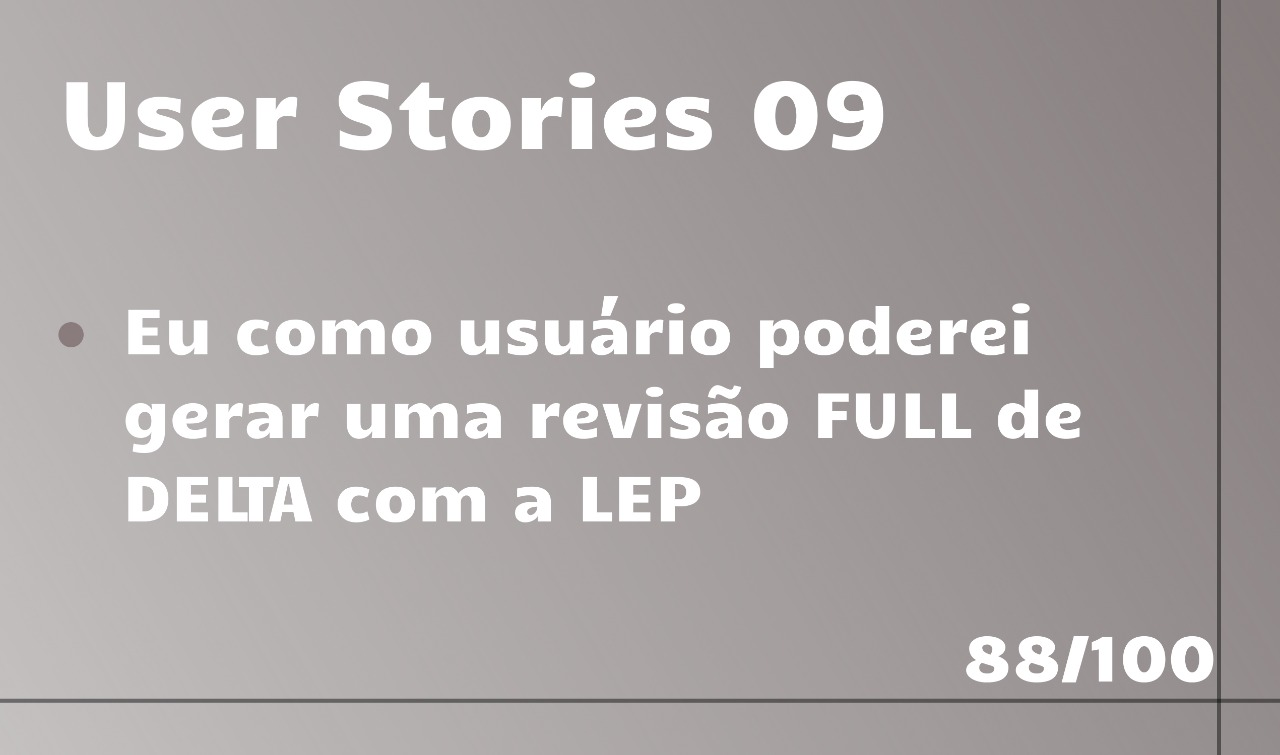 User Stories 09
Eu como usuário poderei
gerar uma revisão FULL de
DELTA com a LEP
88/100